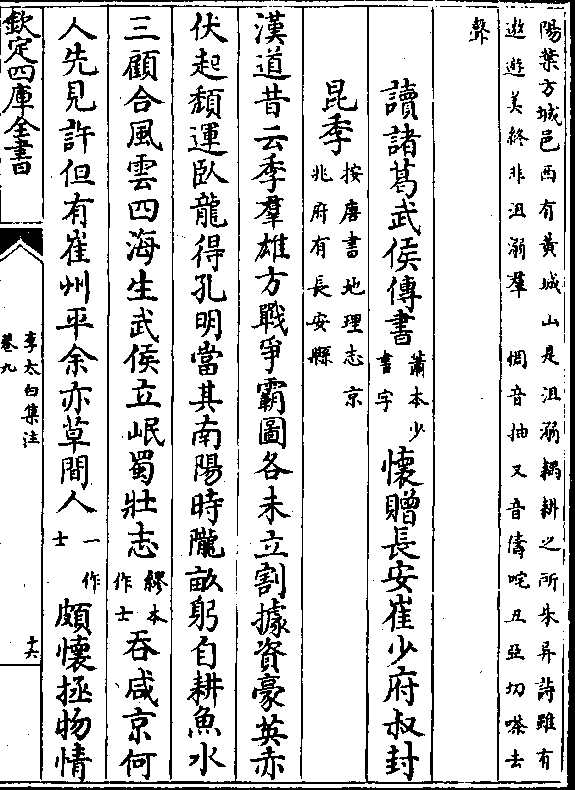 陽葉方城邑西有黄城山是沮溺耦耕之所朱异詩雖有
遨遊美終非沮溺羣　惆音抽又音儔咤丑亞切嗏去
聲
讀諸葛武侯傳書蕭本少書字懷贈長安崔少府叔封
昆季按唐書地理志京兆府有長安縣
漢道昔云季羣雄方戰爭霸圖各未立割據資豪英赤
伏起頽運臥龍得孔明當其南陽時隴畝躬自耕魚水
三顧合風雲四海生武侯立岷蜀壯志繆本作士吞咸京何
人先見許但有崔州平余亦草間人一作士頗懷拯物情
欽定四庫全書
李太白集注
卷九
十六